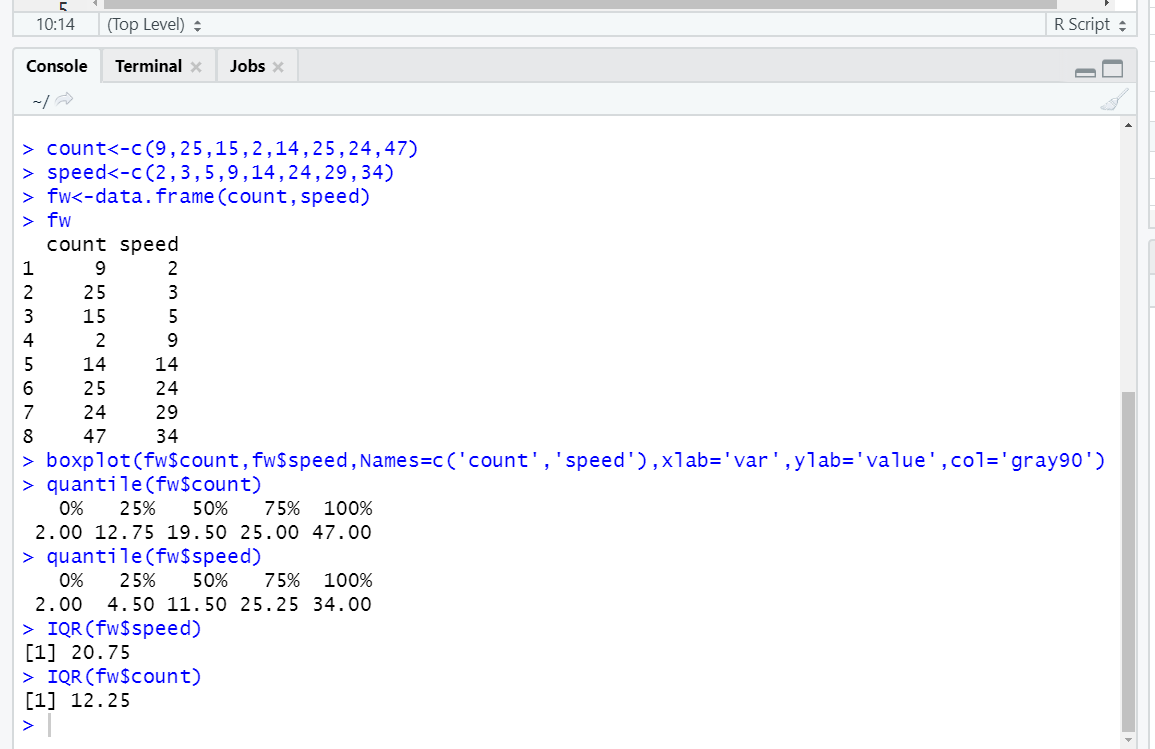 5
10:14 (Top Level) R Script
Console Terminal Jobs
~/
> count<-c(9,25,15,2,14,25,24,47)
> speed<-c(2,3,5,9,14,24,29,34)
> fw<-data.frame(count,speed)
> fw
  count speed
1     9     2
2    25     3
3    15     5
4     2     9
5    14    14
6    25    24
7    24    29
8    47    34
> boxplot(fw$count,fw$speed,Names=c('count','speed'),xlab='var',ylab='value',col='gray90')
> quantile(fw$count)
   0%   25%   50%   75%  100%
 2.00 12.75 19.50 25.00 47.00
> quantile(fw$speed)
   0%   25%   50%   75%  100%
 2.00  4.50 11.50 25.25 34.00
> IQR(fw$speed)
[1] 20.75
> IQR(fw$count)
[1] 12.25
>